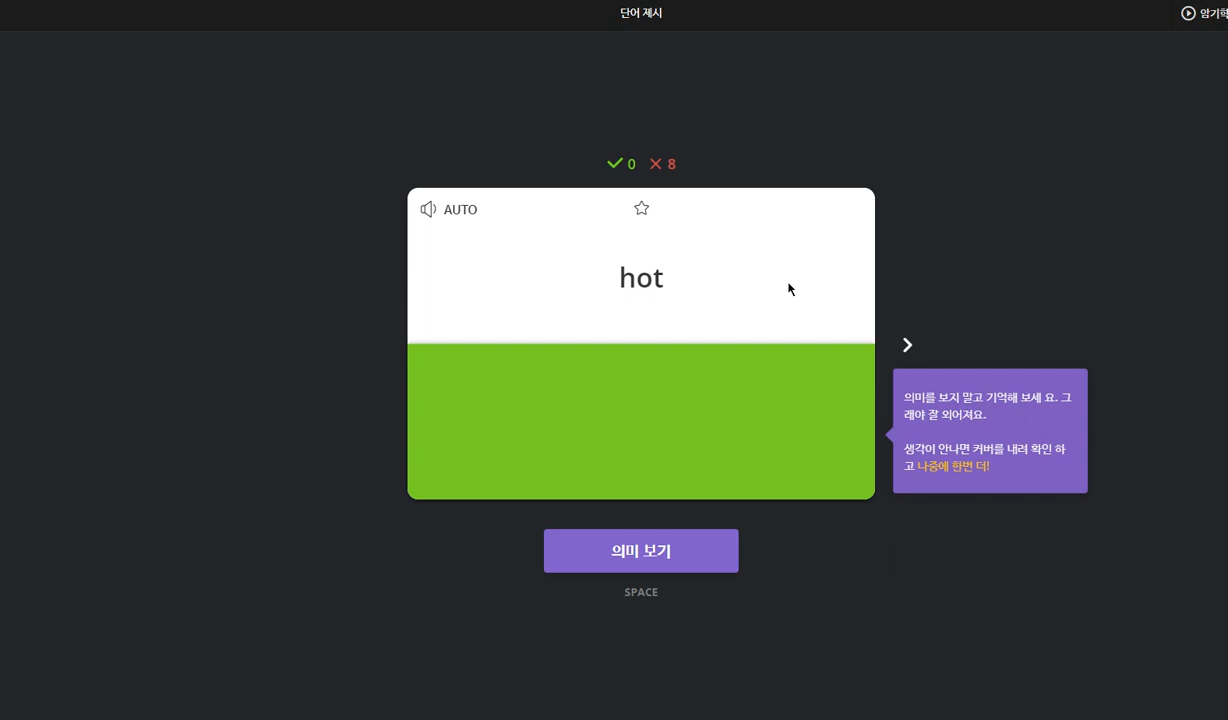 단어 제시
암기학
0 8
AUTO
hot
의미를 보지 말고 기억해 보세 요. 그
래야 잘 외어져요.
생각이 안나면 커버를 내려 확인 하
고 나중에 한번 더!
의미 보기
SPACE